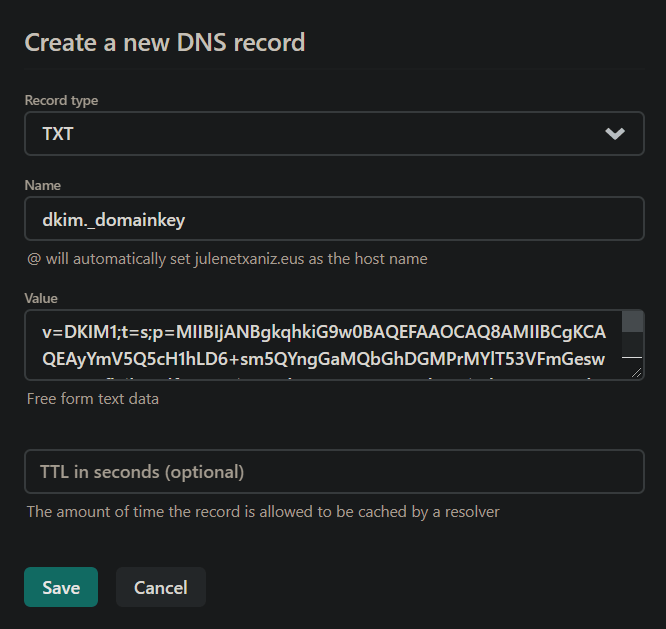 Create a new DNS record
Record type
TXT
Name
dkim._domainkey
@ will automatically set julenetxaniz.eus as the host name
Value
v=DKIM1;t=s;p=MIIBIjANBgkqhkiG9w0BAQEFAAOCAQ8AMIIBCgKCA
QEAyYmV5Q5cH1hLD6+sm5QYngGaMQbGhDGMPrMYlT53VFmGesw
Free form text data
TTL in seconds (optional)
The amount of time the record is allowed to be cached by a resolver
Save
Cancel